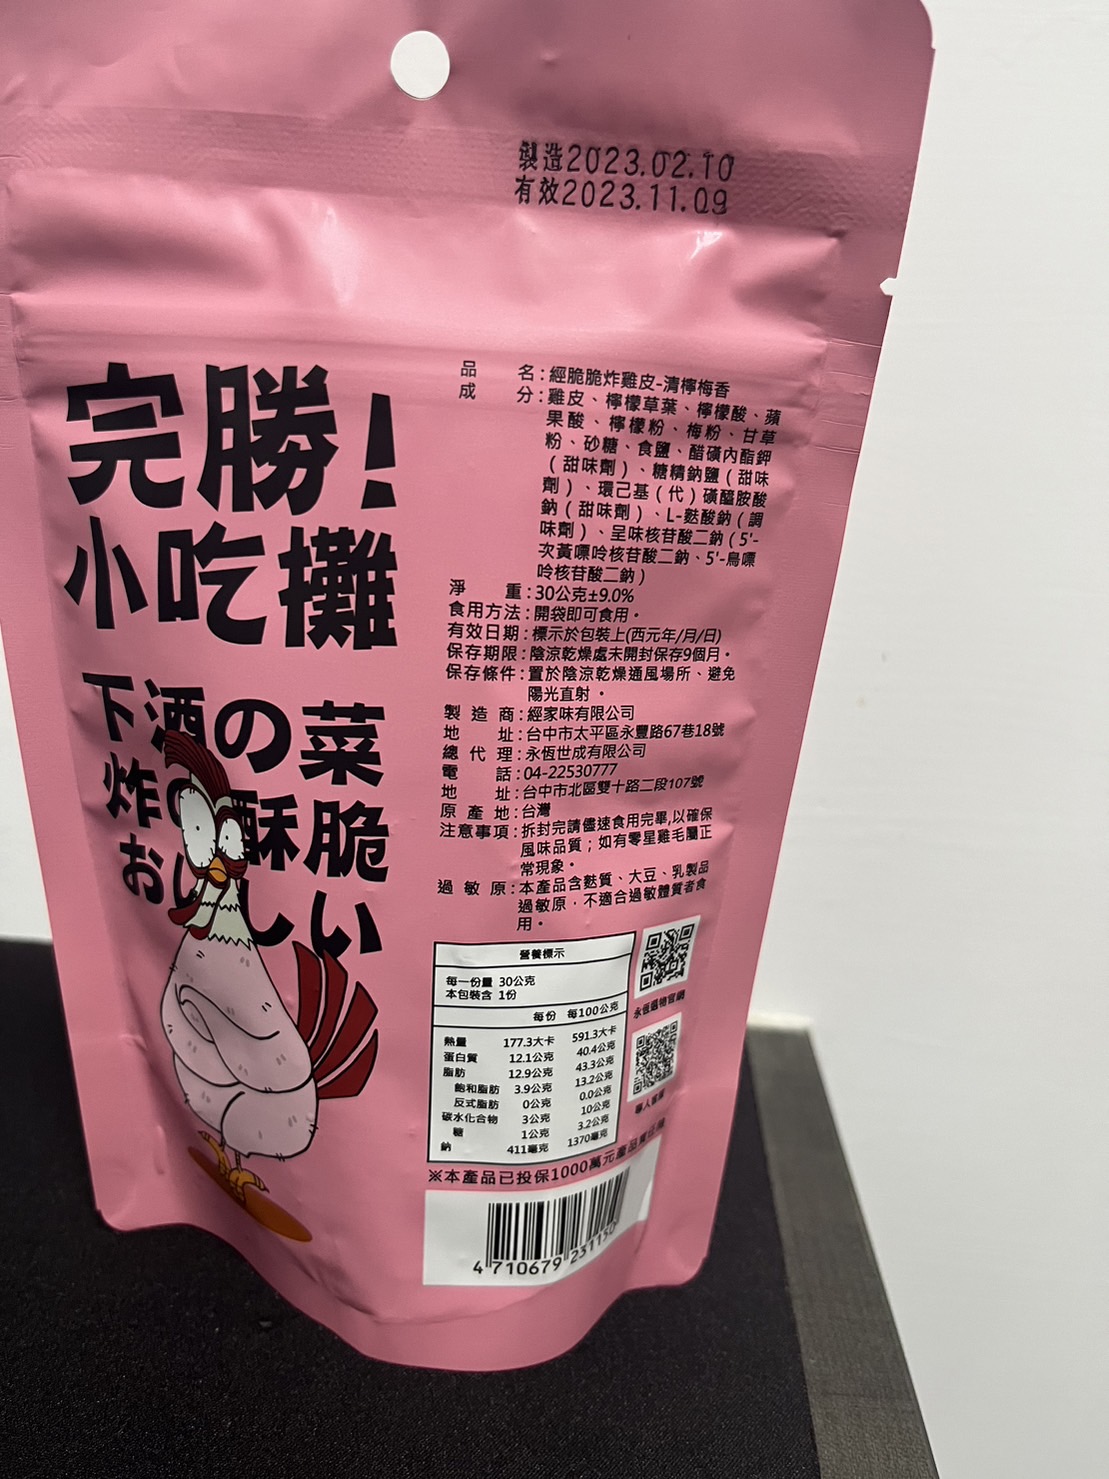 製造2023.02.10
有效2023.11.09
完勝!
小吃攤
下酒の菜
炸の酥脆
おいしい
品 名:經脆脆炸雞皮-清檸梅香
成 分:雞皮、檸檬草葉、檸檬酸、蘋
果酸、檸檬粉、梅粉、甘草
粉、砂糖、食鹽、醋磺內酯鉀
(甜味劑)、糖精鈉鹽(甜味
劑)、環己基(代)磺醯胺酸
鈉(甜味劑)、L-麩酸鈉(調
味劑)、呈味核苷酸二鈉(5'-
次黃嘌呤核苷酸二鈉、5'-鳥嘌
呤核苷酸二鈉)
淨 重:30公克±9.0%
食用方法:開袋即可食用。
有效日期:標示於包裝上(西元年/月/日)
保存期限:陰涼乾燥處未開封保存9個月。
保存條件:置於陰涼乾燥通風場所、避免
陽光直射。
製 造 商:經家味有限公司
地 址:台中市太平區永豐路67巷18號
總 代 理:永恆世成有限公司
電 話:04-22530777
地 址:台中市北區雙十路二段107號
原 產 地:台灣
注意事項:拆封完請儘速食用完畢,以確保
風味品質;如有零星雞毛屬正
常現象。
過 敏 原:本產品含麩質、大豆、乳製品
過敏原,不適合過敏體質者食
用。
營養標示
每一份量 30公克
本包裝含 1份
每份 每100公克
熱量 177.3大卡 591.3大卡
蛋白質 12.1公克 40.4公克
脂肪 12.9公克 43.3公克
飽和脂肪 3.9公克 13.2公克
反式脂肪 0公克 0.0公克
碳水化合物 3公克 10公克
糖 1公克 3.2公克
鈉 411毫克 1370毫克
永恆選物官網
※本產品已投保1000萬元產品責任險
4 710679 231150